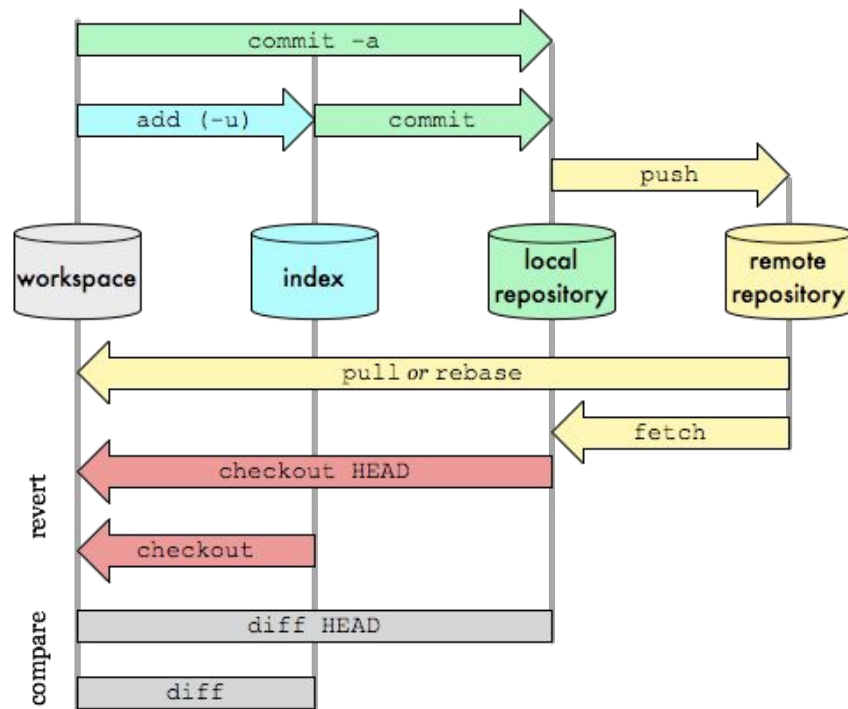 commit -a
add (-u)
commit
push
workspace
index
local
repository
remote
repository
pull or rebase
fetch
revert
checkout HEAD
checkout
compare
diff HEAD
diff